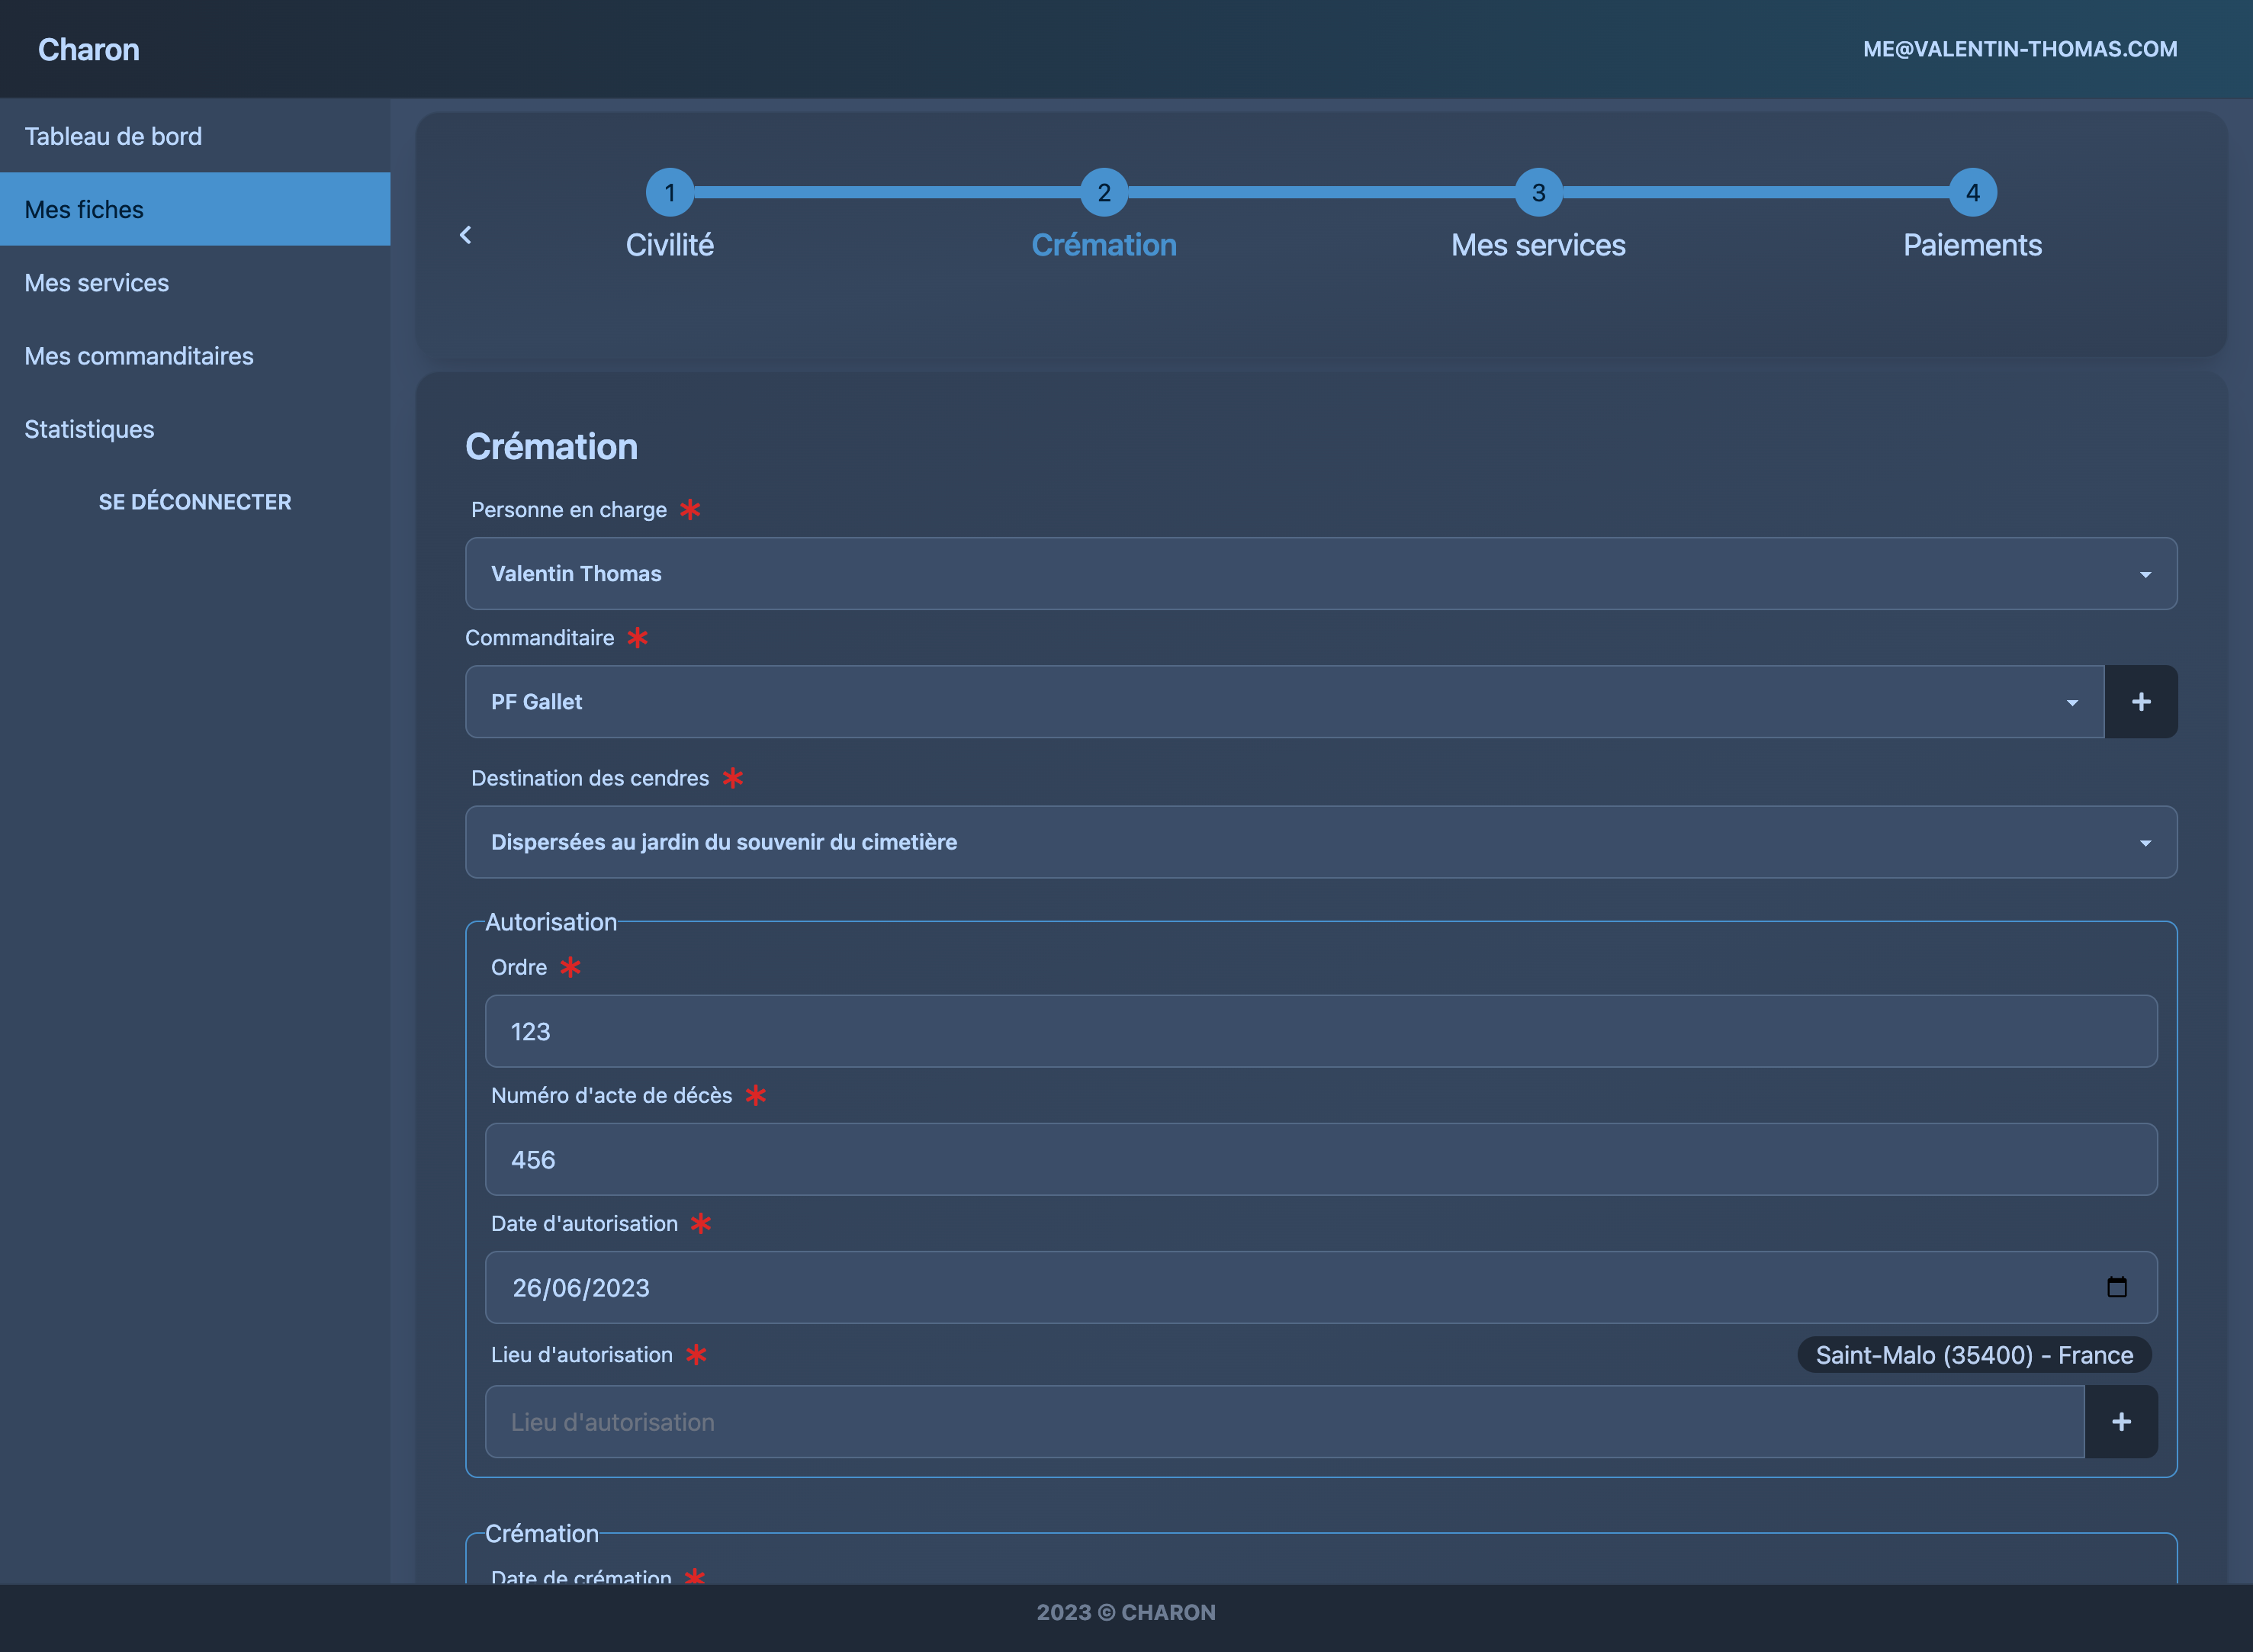 Charon
ME@VALENTIN-THOMAS.COM
Tableau de bord
Mes fiches
Mes services
Mes commanditaires
Statistiques
SE DÉCONNECTER
1
2
3
4
Civilité
Crémation
Mes services
Paiements
Crémation
Personne en charge *
Valentin Thomas
Commanditaire *
PF Gallet
+
Destination des cendres *
Dispersées au jardin du souvenir du cimetière
Autorisation
Ordre *
123
Numéro d'acte de décès *
456
Date d'autorisation *
26/06/2023
Lieu d'autorisation *
Saint-Malo (35400) - France
Lieu d'autorisation
+
Crémation
Date de crémation *
2023 © CHARON